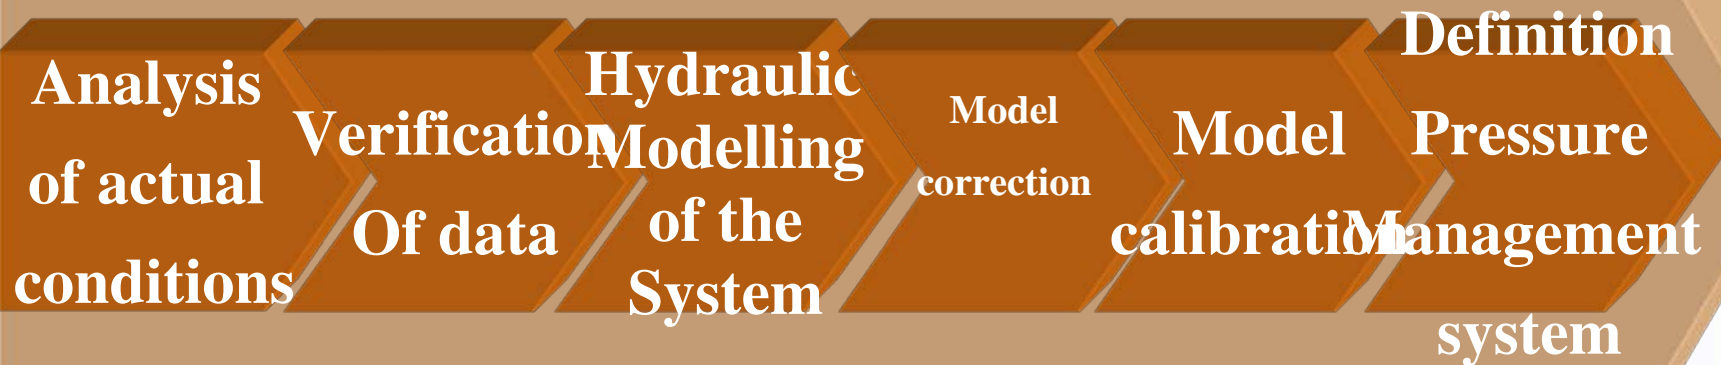 Analysis
of actual
conditions
Verification
Of data
Hydraulic
Modelling
of the
System
Model
correction
Model
calibration
Definition
Pressure
Management
system